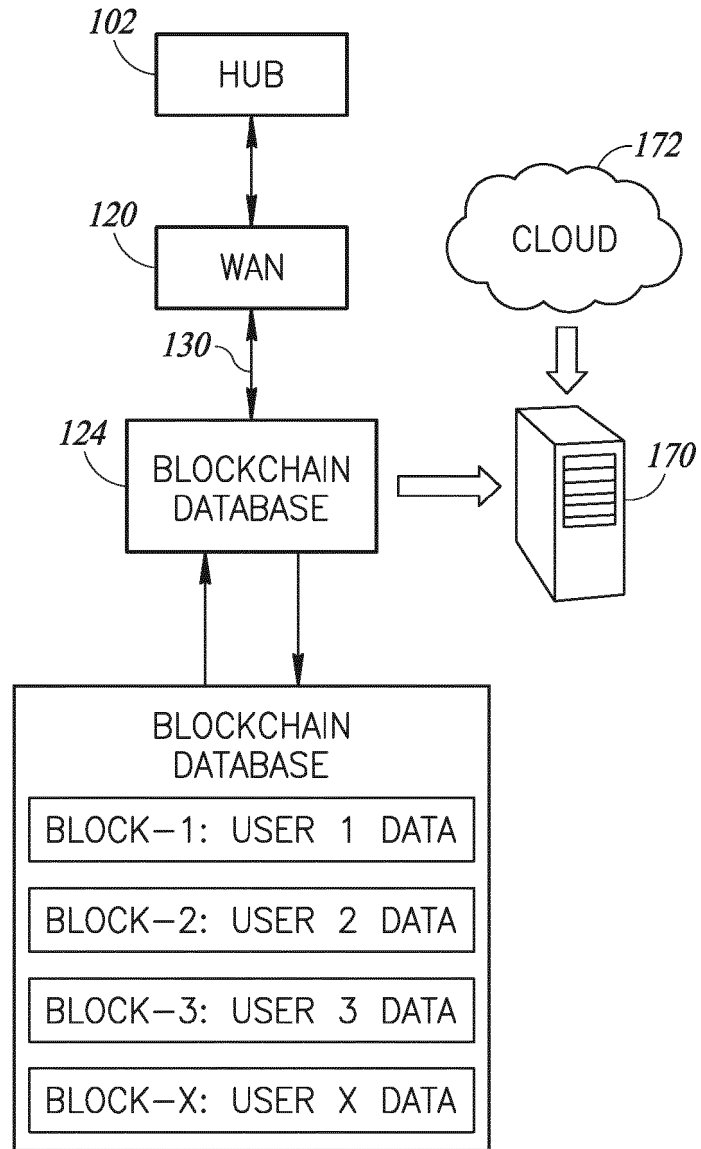 102
HUB
172
120
CLOUD
WAN
130
124
BLOCKCHAIN
DATABASE
170
BLOCKCHAIN
DATABASE
BLOCK-1: USER 1 DATA
BLOCK-2: USER 2 DATA
BLOCK-3: USER 3 DATA
BLOCK-X: USER X DATA